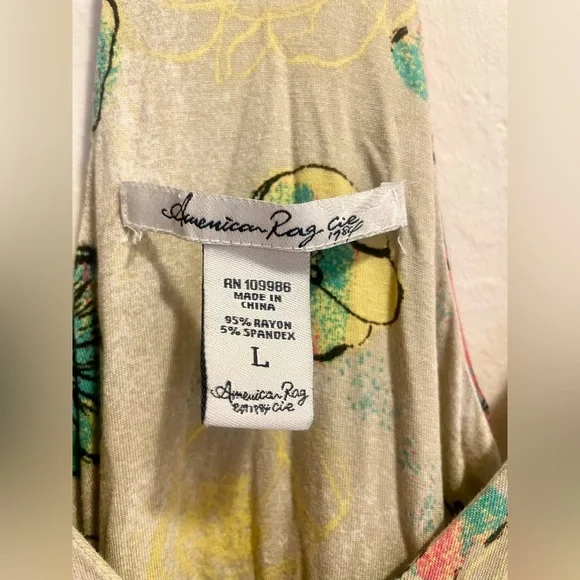 American Rag Cie
1984
RN 109986
MADE IN
CHINA
95% RAYON
5% SPANDEX
L
American Rag
est 1984 Cie